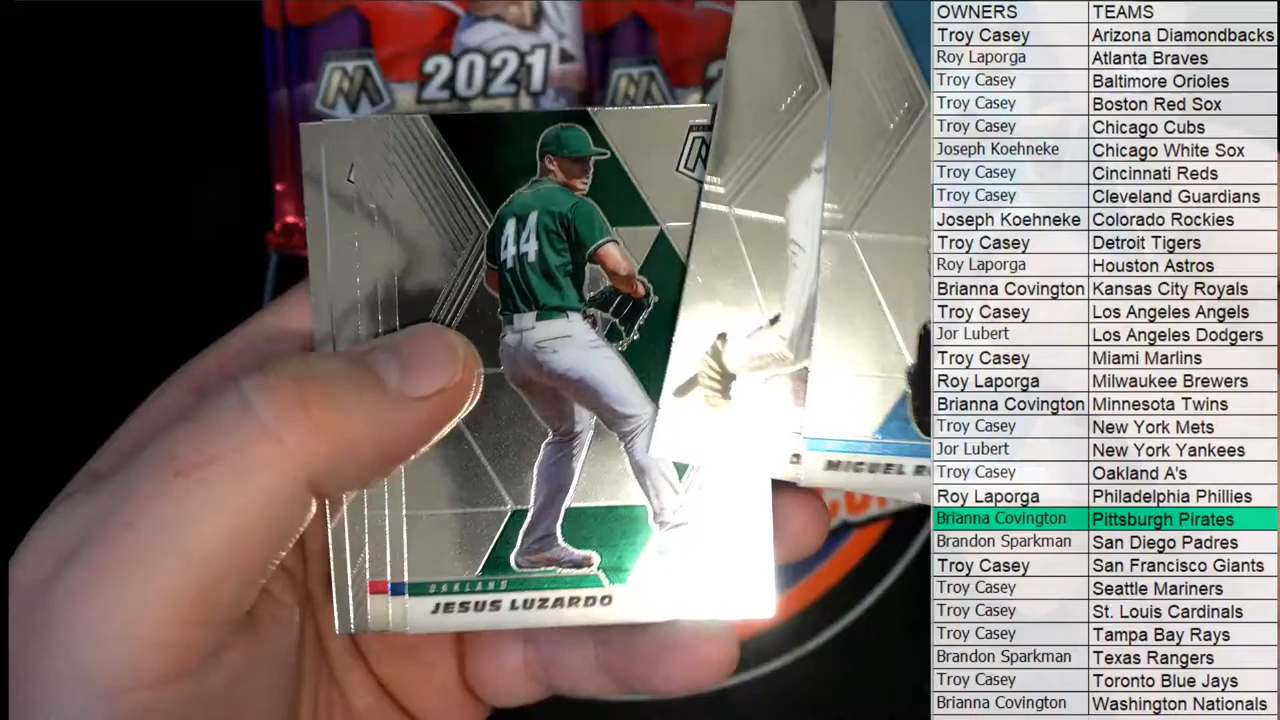 2021
44
OAKLAND
JESUS LUZARDO
MIGUEL
OWNERS TEAMS
Troy Casey Arizona Diamondbacks
Roy Laporga Atlanta Braves
Troy Casey Baltimore Orioles
Troy Casey Boston Red Sox
Troy Casey Chicago Cubs
Joseph Koehneke Chicago White Sox
Troy Casey Cincinnati Reds
Troy Casey Cleveland Guardians
Joseph Koehneke Colorado Rockies
Troy Casey Detroit Tigers
Roy Laporga Houston Astros
Brianna Covington Kansas City Royals
Troy Casey Los Angeles Angels
Jor Lubert Los Angeles Dodgers
Troy Casey Miami Marlins
Roy Laporga Milwaukee Brewers
Brianna Covington Minnesota Twins
Troy Casey New York Mets
Jor Lubert New York Yankees
Troy Casey Oakland A's
Roy Laporga Philadelphia Phillies
Brianna Covington Pittsburgh Pirates
Brandon Sparkman San Diego Padres
Troy Casey San Francisco Giants
Troy Casey Seattle Mariners
Troy Casey St. Louis Cardinals
Troy Casey Tampa Bay Rays
Brandon Sparkman Texas Rangers
Troy Casey Toronto Blue Jays
Brianna Covington Washington Nationals